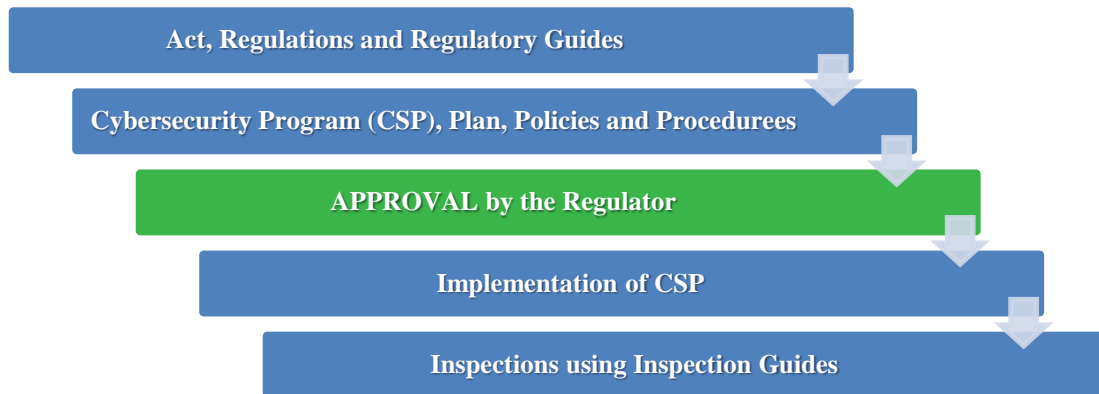 Act, Regulations and Regulatory Guides
Cybersecurity Program (CSP), Plan, Policies and Procedurees
APPROVAL by the Regulator
Implementation of CSP
Inspections using Inspection Guides